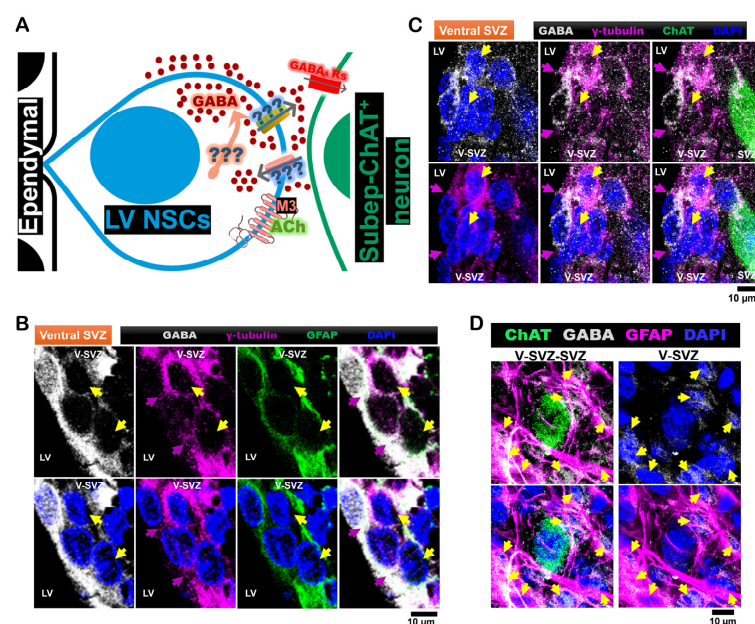 A
Ependymal
LV NSCs
GABA
???
???
???
GABAA Rs
M3
ACh
Subep-ChAT+
neuron
B
Ventral SVZ
GABA γ-tubulin GFAP DAPI
V-SVZ
LV
V-SVZ
LV
V-SVZ
LV
V-SVZ
LV
V-SVZ
LV
V-SVZ
LV
V-SVZ
LV
V-SVZ
LV
10 μm
C
Ventral SVZ
GABA γ-tubulin ChAT DAPI
LV
V-SVZ
LV
V-SVZ
LV
V-SVZ
SVZ
LV
V-SVZ
LV
V-SVZ
LV
V-SVZ
SVZ
10 μm
D
ChAT GABA GFAP DAPI
V-SVZ-SVZ
V-SVZ
10 μm